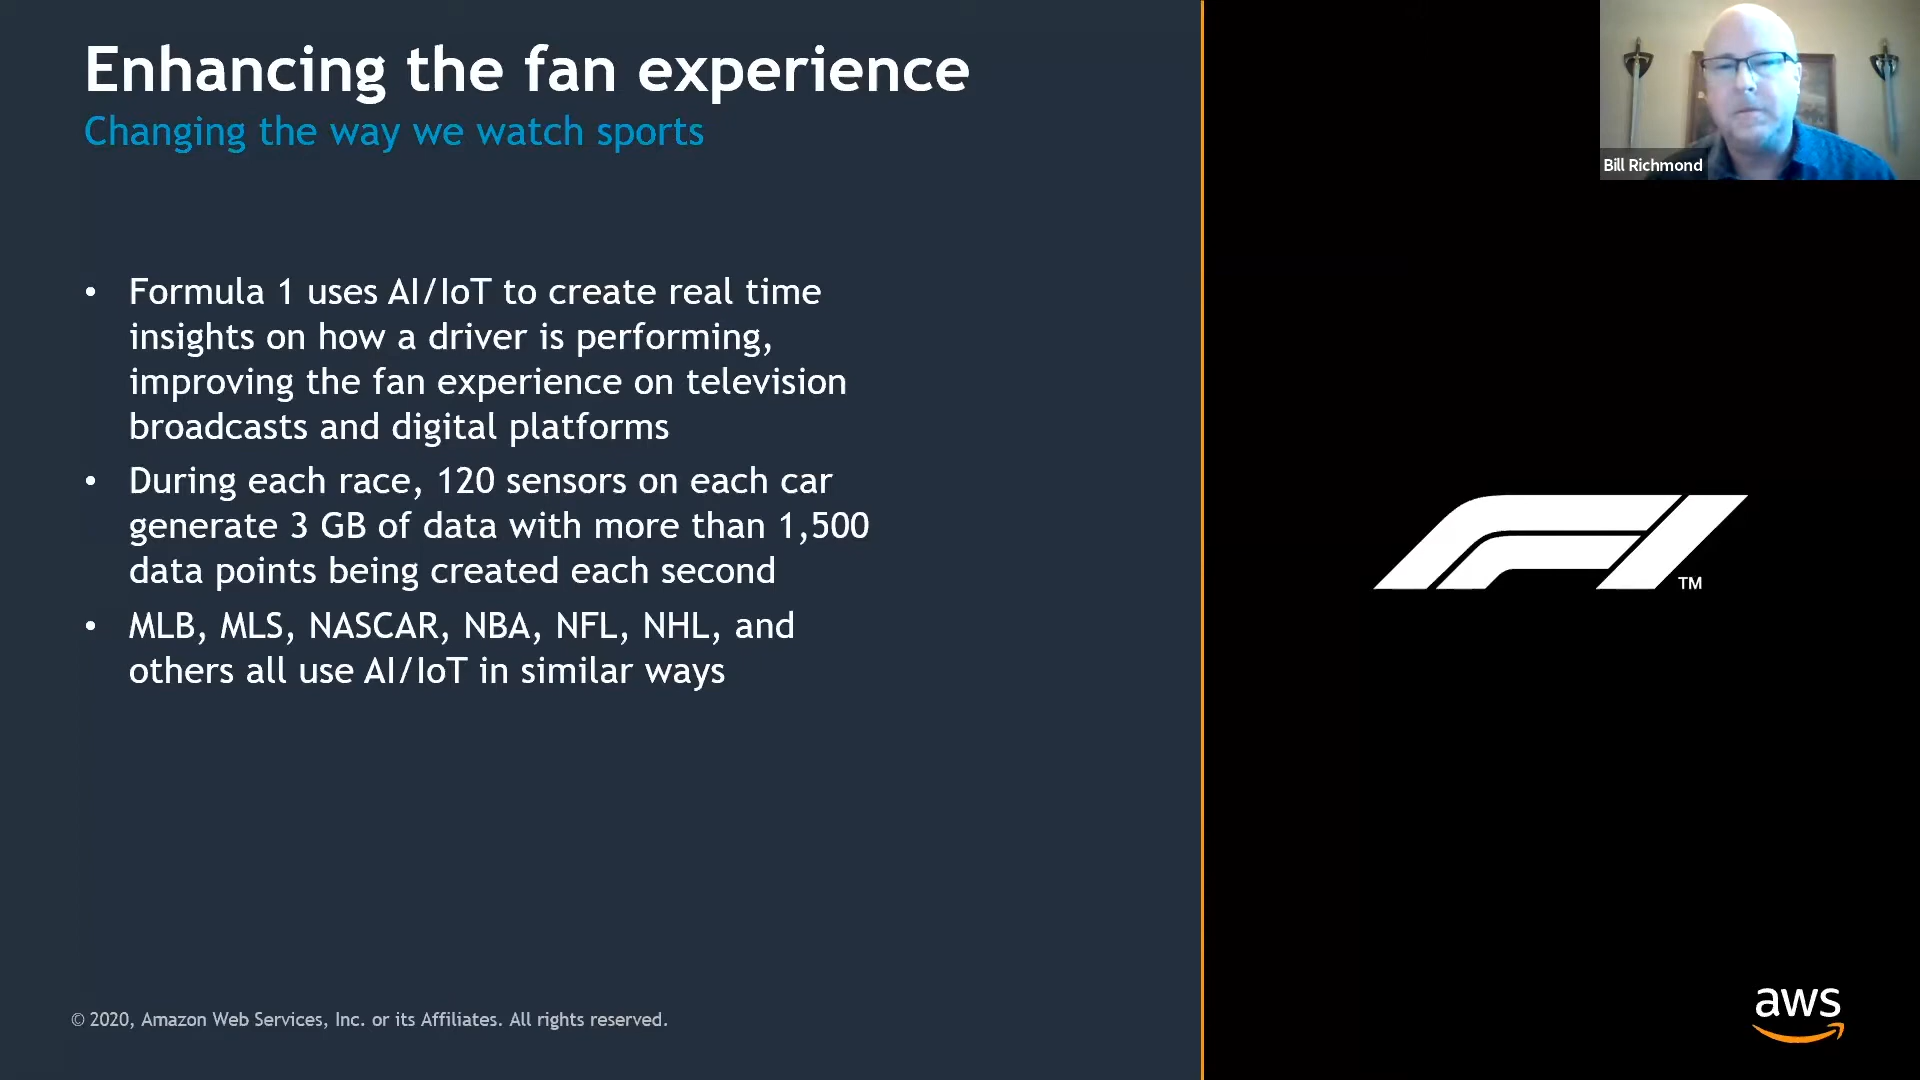 Enhancing the fan experience
Changing the way we watch sports
Bill Richmond
• Formula 1 uses AI/IoT to create real time
insights on how a driver is performing,
improving the fan experience on television
broadcasts and digital platforms
• During each race, 120 sensors on each car
generate 3 GB of data with more than 1,500
data points being created each second
• MLB, MLS, NASCAR, NBA, NFL, NHL, and
others all use AI/IoT in similar ways
F1 TM
© 2020, Amazon Web Services, Inc. or its Affiliates. All rights reserved.
aws